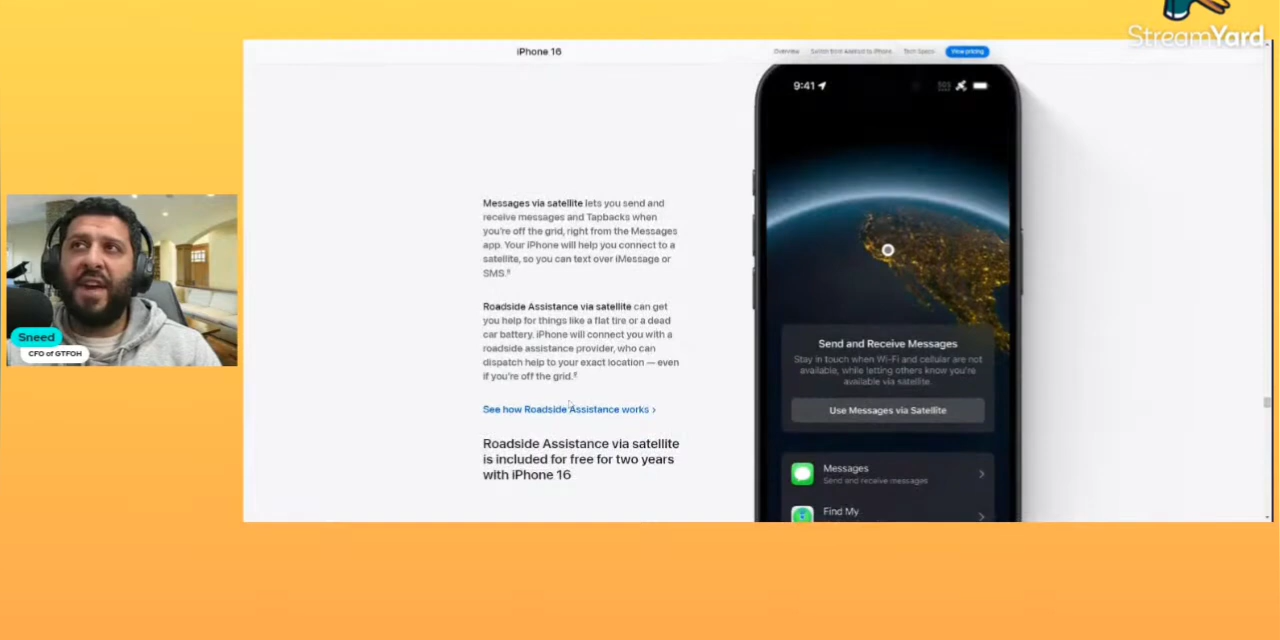 StreamYard
iPhone 16
Overview
Switch from Android to iPhone
Tech Specs
View pricing
9:41
SOS
Messages via satellite lets you send and
receive messages and Tapbacks when
you're off the grid, right from the Messages
app. Your iPhone will help you connect to a
satellite, so you can text over iMessage or
SMS.
Roadside Assistance via satellite can get
you help for things like a flat tire or a dead
car battery. iPhone will connect you with a
roadside assistance provider, who can
dispatch help to your exact location — even
if you're off the grid.
See how Roadside Assistance works >
Roadside Assistance via satellite
is included for free for two years
with iPhone 16
Send and Receive Messages
Stay in touch when Wi-Fi and cellular are not
available, while letting others know you're
available via satellite.
Use Messages via Satellite
Messages
Send and receive messages
Find My
Sneed
CFO of GTFOH